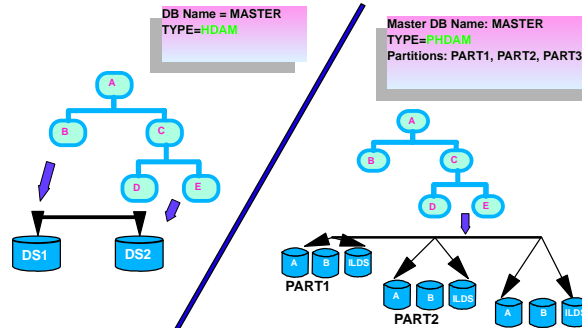 DB Name = MASTER
TYPE=HDAM
A
B
C
D
E
DS1
DS2
Master DB Name: MASTER
TYPE=PHDAM
Partitions: PART1, PART2, PART3
A
B
C
D
E
A
B
ILDS
PART1
A
B
ILDS
PART2
A
B
ILDS